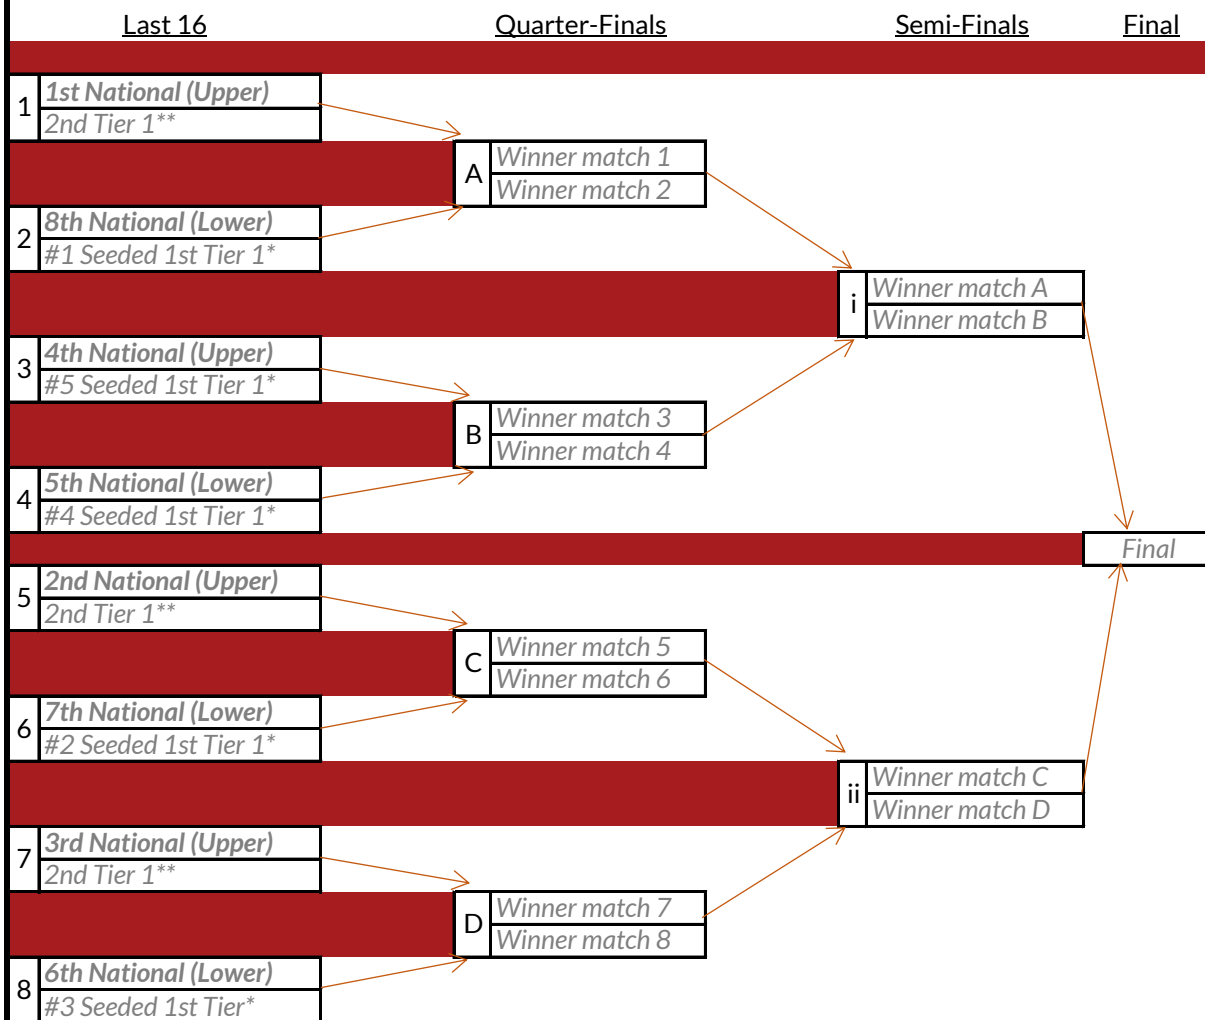 Last 16 Quarter-Finals Semi-Finals Final
1 1st National (Upper)
2nd Tier 1**
A Winner match 1
Winner match 2
2 8th National (Lower)
#1 Seeded 1st Tier 1*
i Winner match A
Winner match B
3 4th National (Upper)
#5 Seeded 1st Tier 1*
B Winner match 3
Winner match 4
4 5th National (Lower)
#4 Seeded 1st Tier 1*
Final
5 2nd National (Upper)
2nd Tier 1**
C Winner match 5
Winner match 6
6 7th National (Lower)
#2 Seeded 1st Tier 1*
ii Winner match C
Winner match D
7 3rd National (Upper)
2nd Tier 1**
D Winner match 7
Winner match 8
8 6th National (Lower)
#3 Seeded 1st Tier*